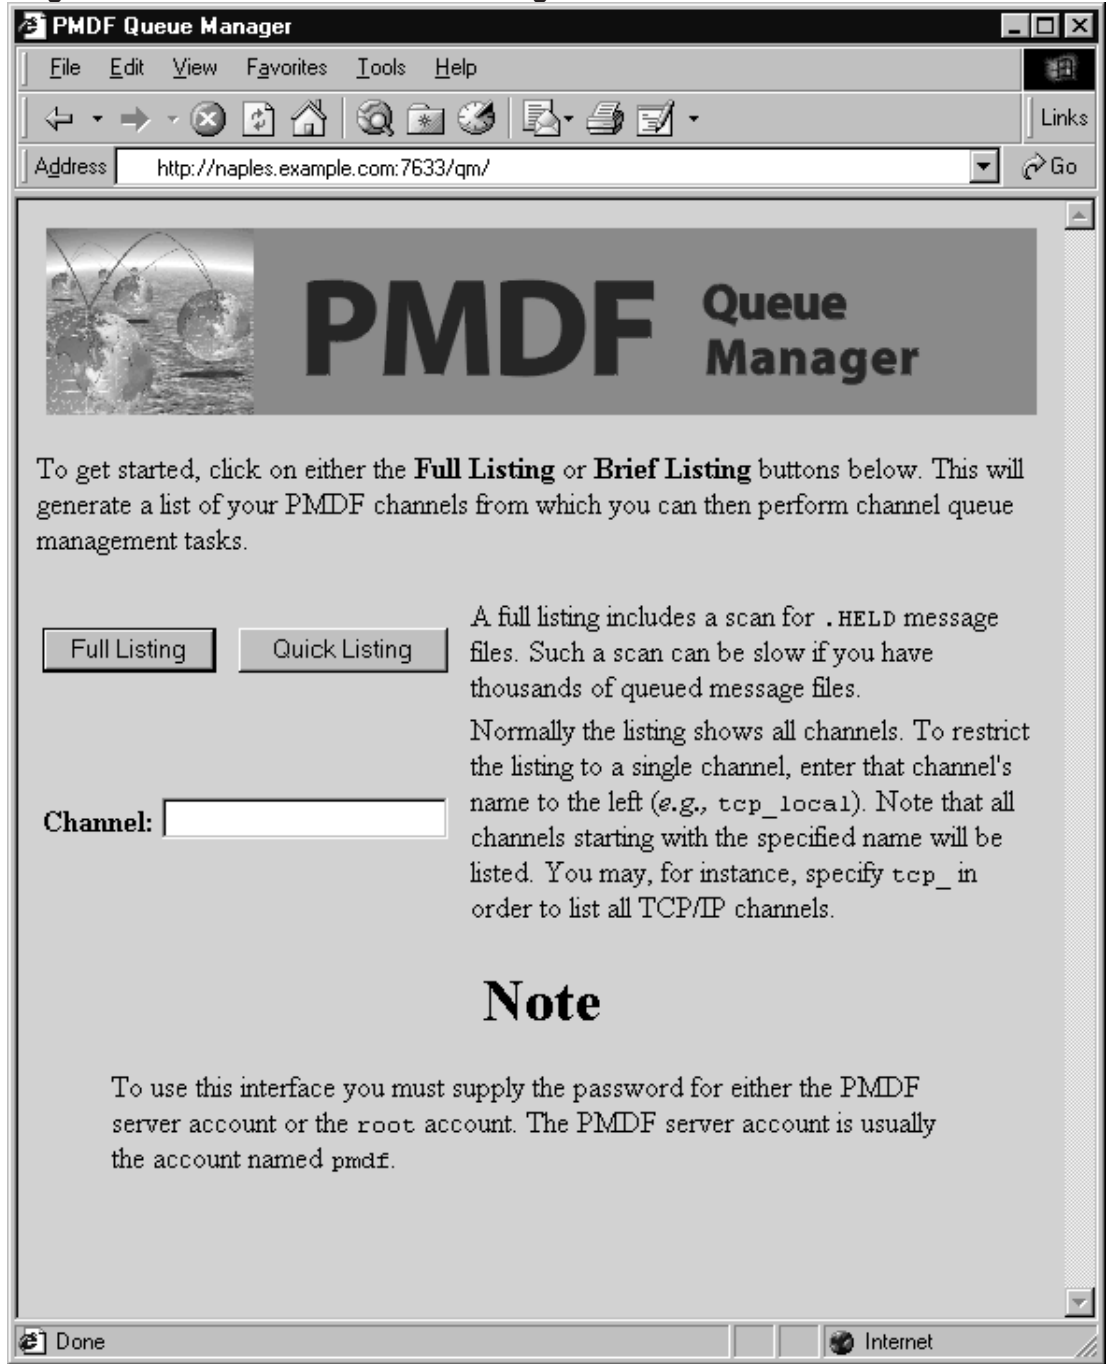 PMDF Queue Manager
File Edit View Favorites Tools Help
Links
Address http://naples.example.com:7633/qm/ Go
PMDF Queue
Manager
To get started, click on either the Full Listing or Brief Listing buttons below. This will
generate a list of your PMDF channels from which you can then perform channel queue
management tasks.
Full Listing Quick Listing
A full listing includes a scan for .HELD message
files. Such a scan can be slow if you have
thousands of queued message files.
Channel:
Normally the listing shows all channels. To restrict
the listing to a single channel, enter that channel's
name to the left (e.g., tcp_local). Note that all
channels starting with the specified name will be
listed. You may, for instance, specify tcp_ in
order to list all TCP/IP channels.
Note
To use this interface you must supply the password for either the PMDF
server account or the root account. The PMDF server account is usually
the account named pmdf.
Done Internet